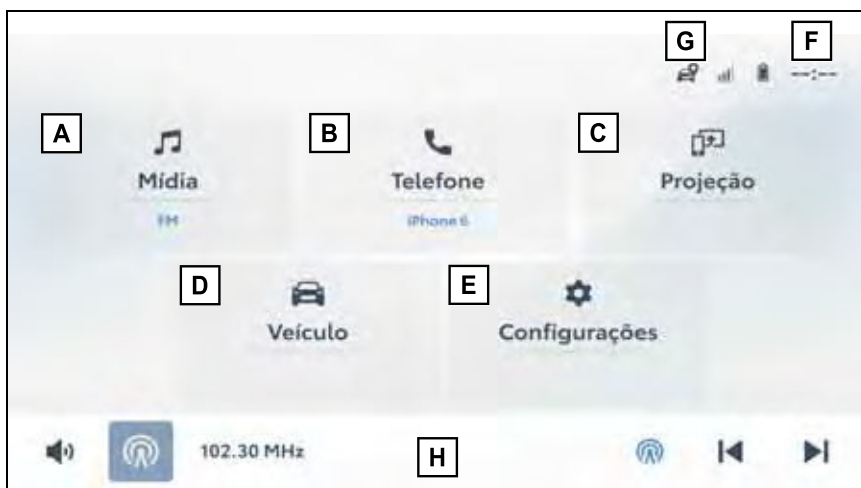 G F
--:--
A B C
Mídia Telefone Projeção
FM iPhone 6
D E
Veículo Configurações
102.30 MHz H